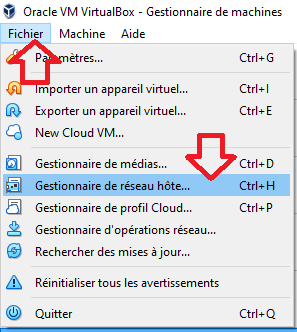 Oracle VM VirtualBox - Gestionnaire de machines
Fichier Machine Aide
Paramètres... Ctrl+G
Importer un appareil virtuel... Ctrl+I
Exporter un appareil virtuel... Ctrl+E
New Cloud VM...
Gestionnaire de médias... Ctrl+D
Gestionnaire de réseau hôte... Ctrl+H
Gestionnaire de profil Cloud... Ctrl+P
Gestionnaire d'opérations réseau...
Rechercher des mises à jour...
Réinitialiser tous les avertissements
Quitter Ctrl+Q